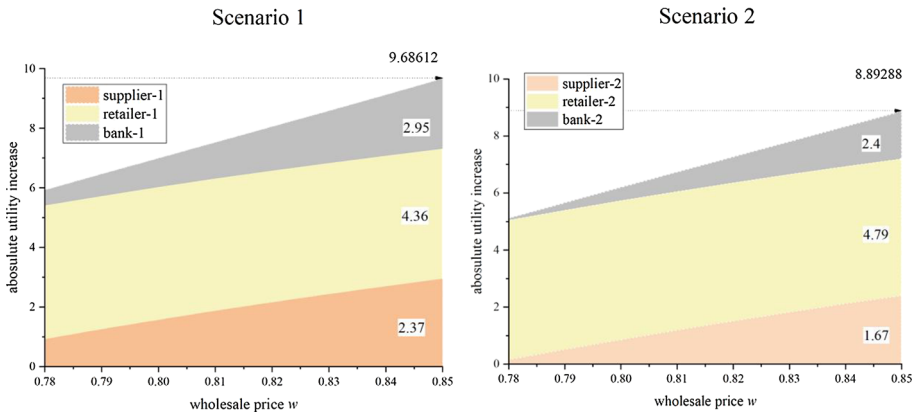 Scenario 1
9.68612
10
8
6
4
2
0
abosulute utility increase
supplier-1
retailer-1
bank-1
2.95
4.36
2.37
0.78 0.79 0.80 0.81 0.82 0.83 0.84 0.85
wholesale price w
Scenario 2
8.89288
10
8
6
4
2
0
abosulute utility increase
supplier-2
retailer-2
bank-2
2.4
4.79
1.67
0.78 0.79 0.80 0.81 0.82 0.83 0.84 0.85
wholesale price w